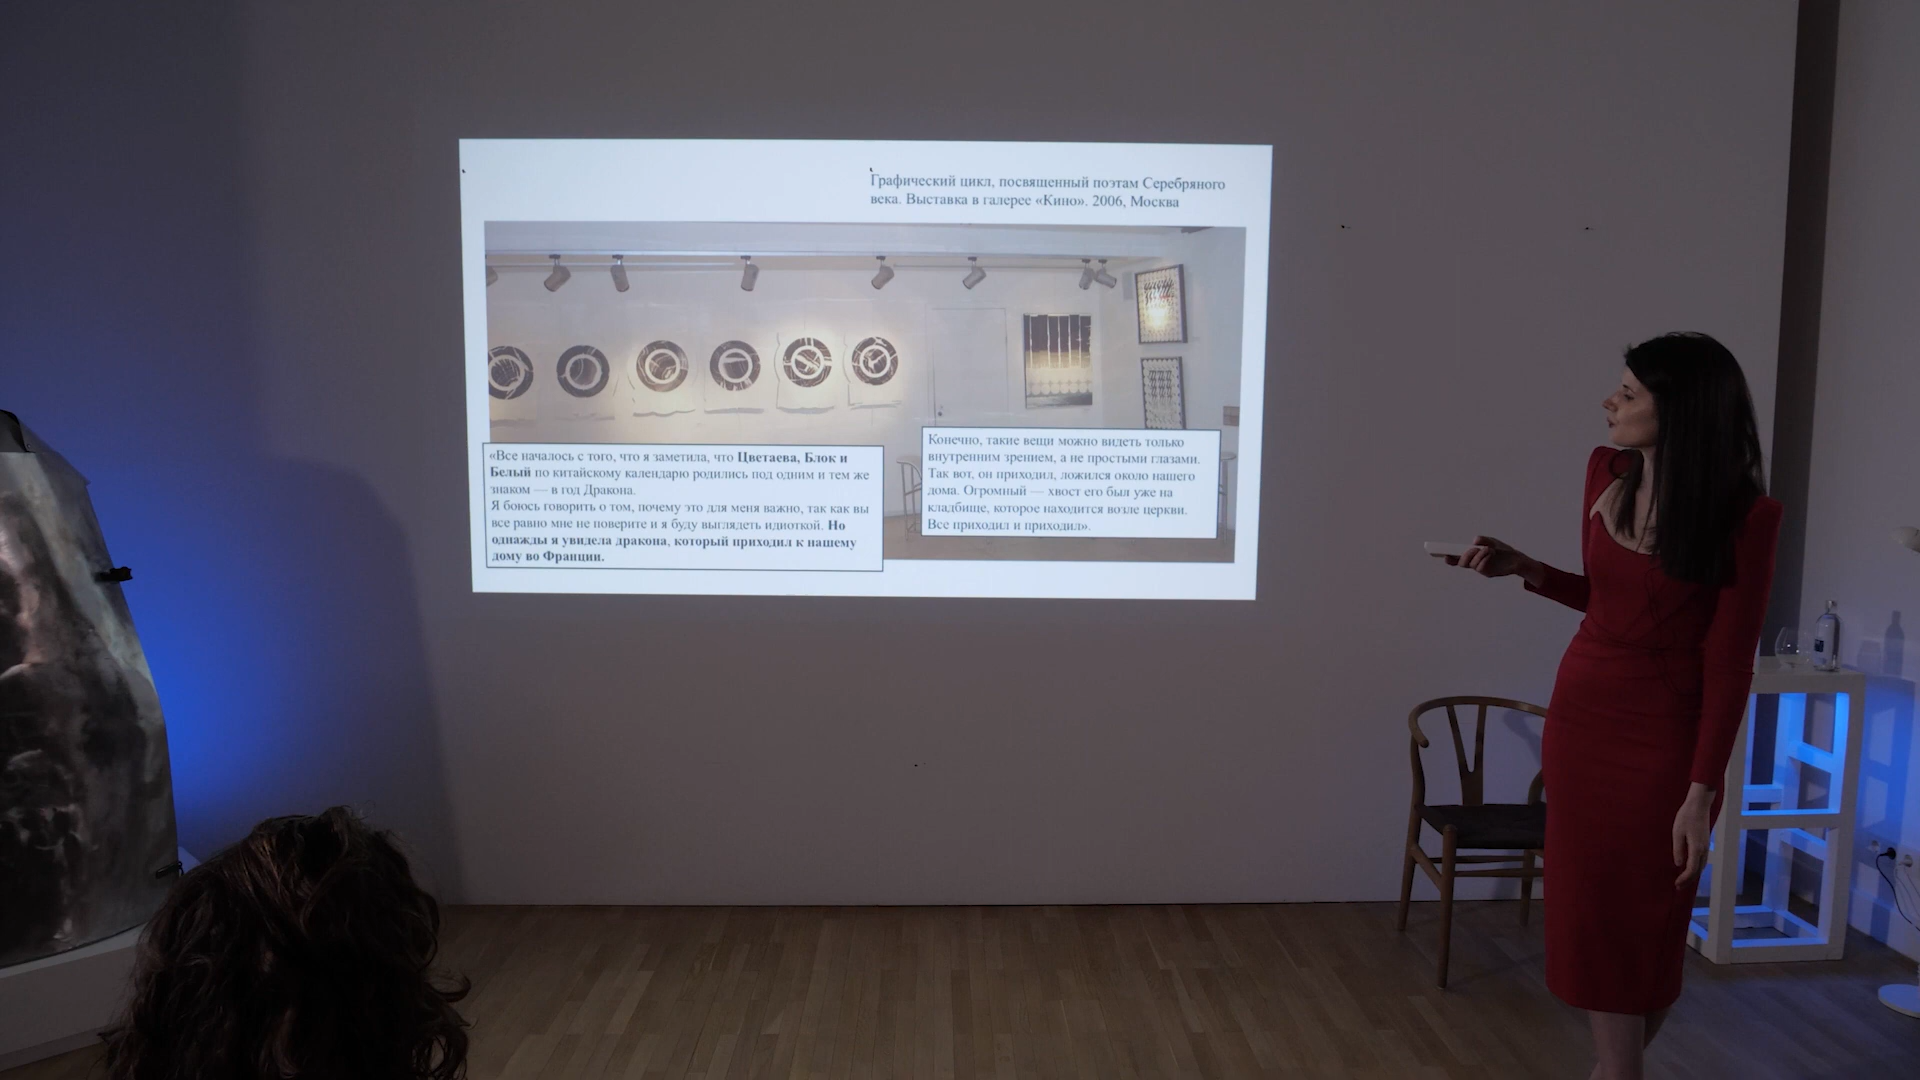 Графический цикл, посвященный поэтам Серебряного
века. Выставка в галерее «Кино». 2006, Москва
«Все началось с того, что я заметила, что Цветаева, Блок и
Белый по китайскому календарю родились под одним и тем же
знаком — в год Дракона.
Я боюсь говорить о том, почему это для меня важно, так как вы
все равно мне не поверите и я буду выглядеть идиоткой. Но
однажды я увидела дракона, который приходил к нашему
дому во Франции.
Конечно, такие вещи можно видеть только
внутренним зрением, а не простыми глазами.
Так вот, он приходил, ложился около нашего
дома. Огромный — хвост его был уже на
кладбище, которое находится возле церкви.
Все приходил и приходил».